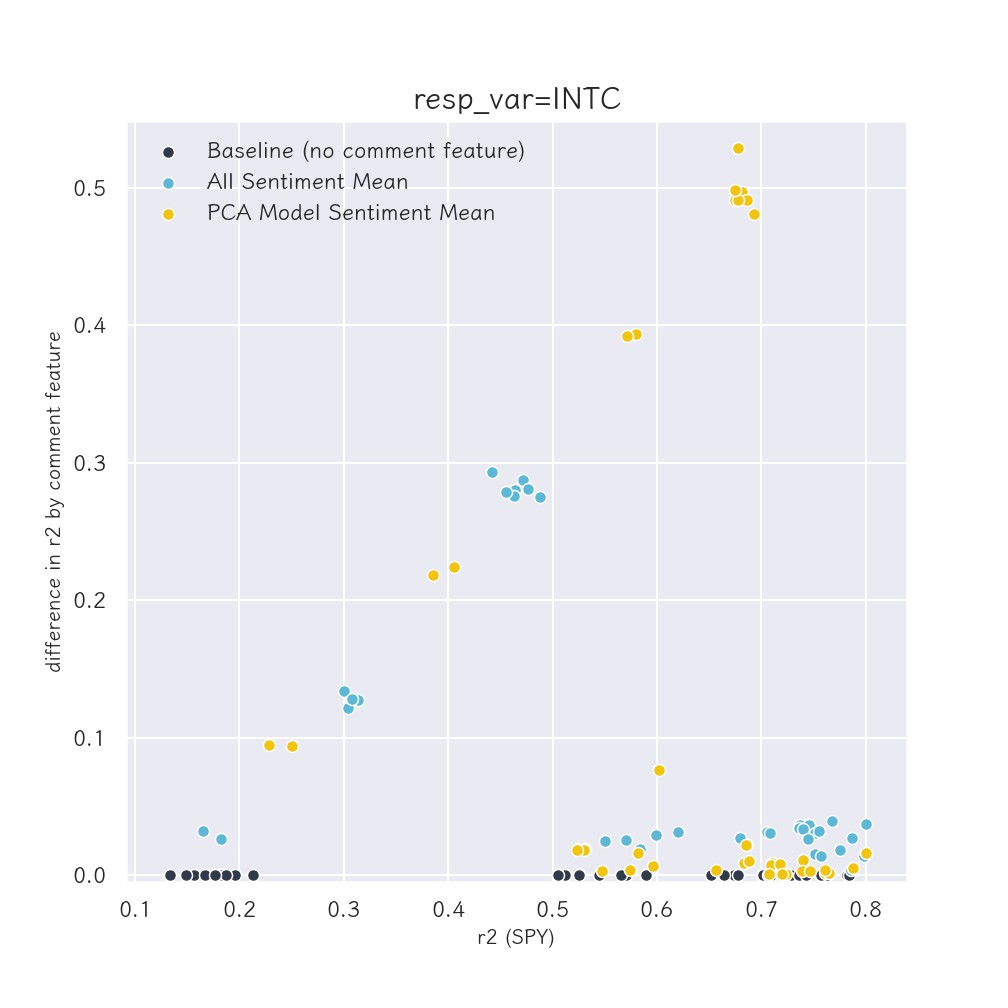 resp_var=INTC
Baseline (no comment feature)
All Sentiment Mean
PCA Model Sentiment Mean
difference in r2 by comment feature
0.5
0.4
0.3
0.2
0.1
0.0
0.1 0.2 0.3 0.4 0.5 0.6 0.7 0.8
r2 (SPY)